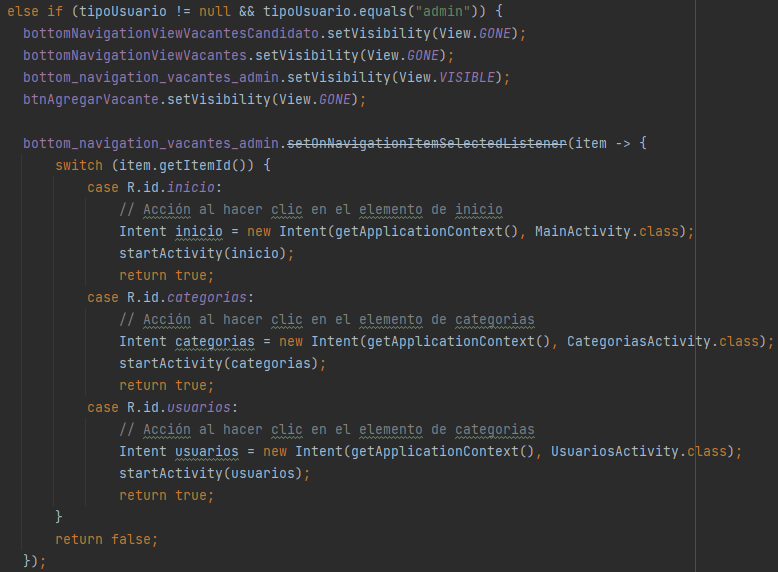 else if (tipoUsuario != null && tipoUsuario.equals("admin")) {
bottomNavigationViewVacantesCandidato.setVisibility(View.GONE);
bottomNavigationViewVacantes.setVisibility(View.GONE);
bottom_navigation_vacantes_admin.setVisibility(View.VISIBLE);
btnAgregarVacante.setVisibility(View.GONE);
bottom_navigation_vacantes_admin.setOnNavigationItemSelectedListener(item -> {
switch (item.getItemId()) {
case R.id.inicio:
// Acción al hacer clic en el elemento de inicio
Intent inicio = new Intent(getApplicationContext(), MainActivity.class);
startActivity(inicio);
return true;
case R.id.categorias:
// Acción al hacer clic en el elemento de categorias
Intent categorias = new Intent(getApplicationContext(), CategoriasActivity.class);
startActivity(categorias);
return true;
case R.id.usuarios:
// Acción al hacer clic en el elemento de categorias
Intent usuarios = new Intent(getApplicationContext(), UsuariosActivity.class);
startActivity(usuarios);
return true;
}
return false;
});